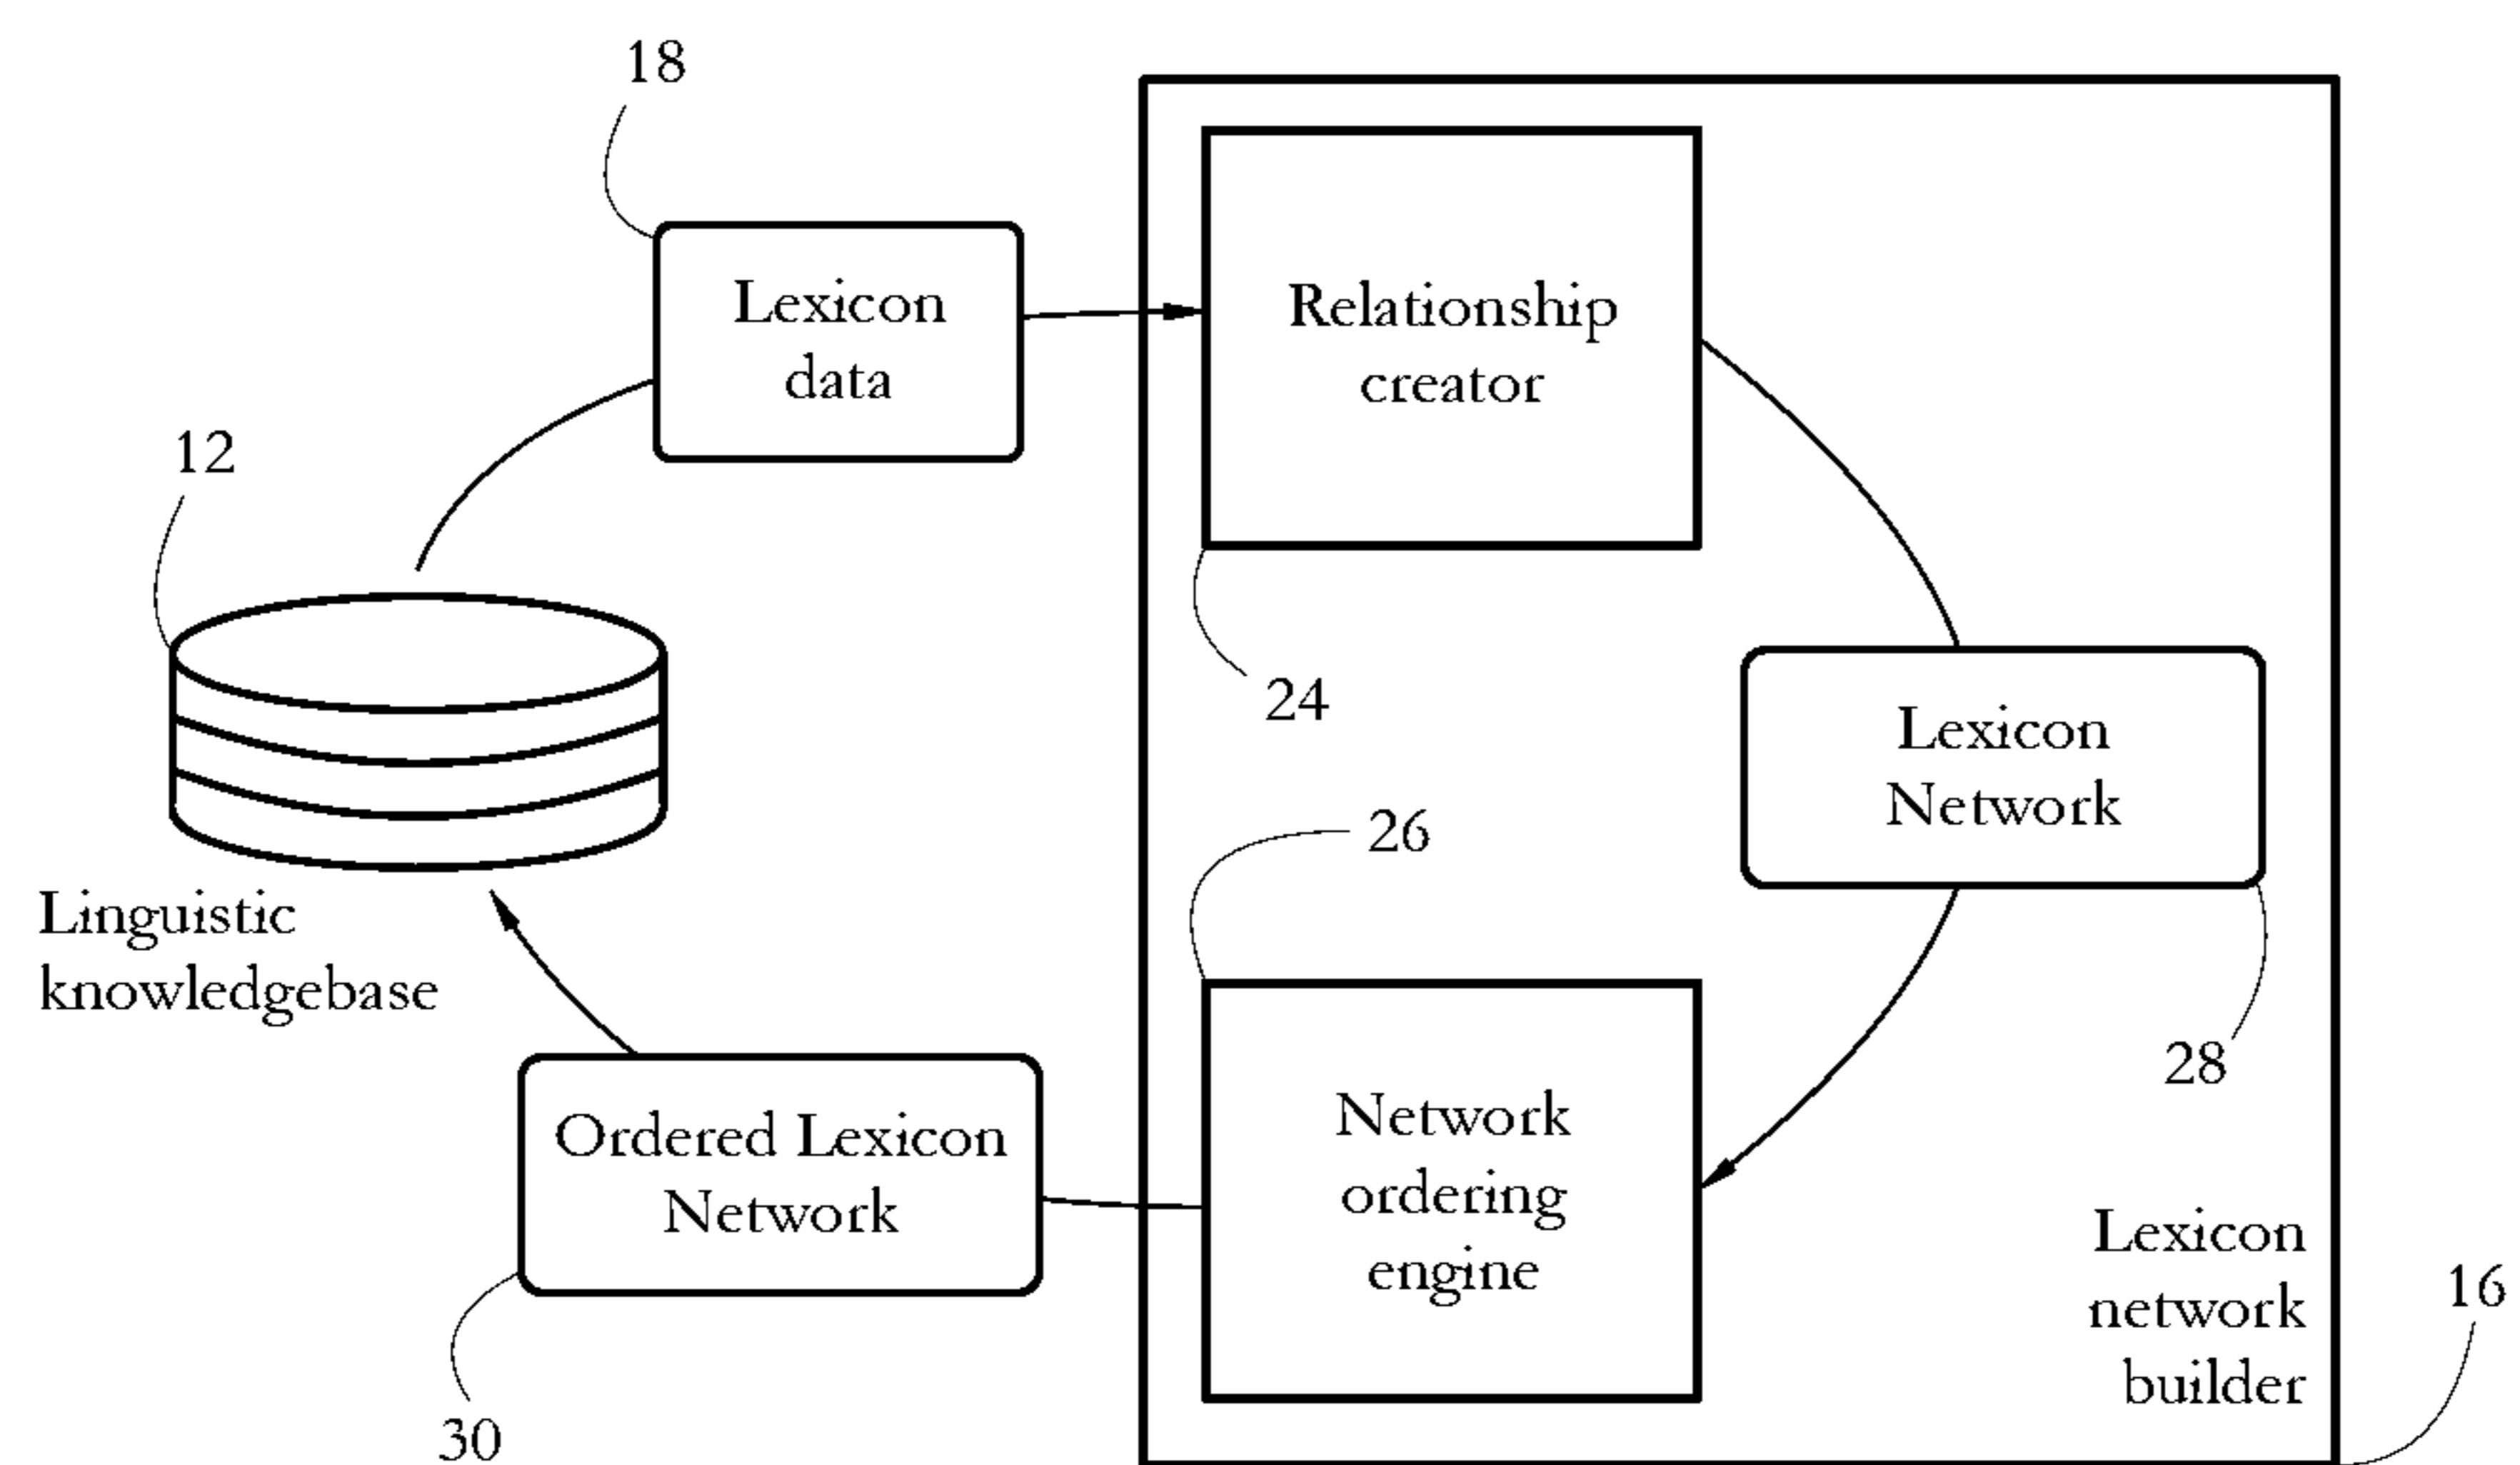 18
Lexicon
data
Relationship
creator
12
24
Lexicon
Network
26
Linguistic
knowledgebase
28
Ordered Lexicon
Network
Network
ordering
engine
Lexicon
network
builder
16
30